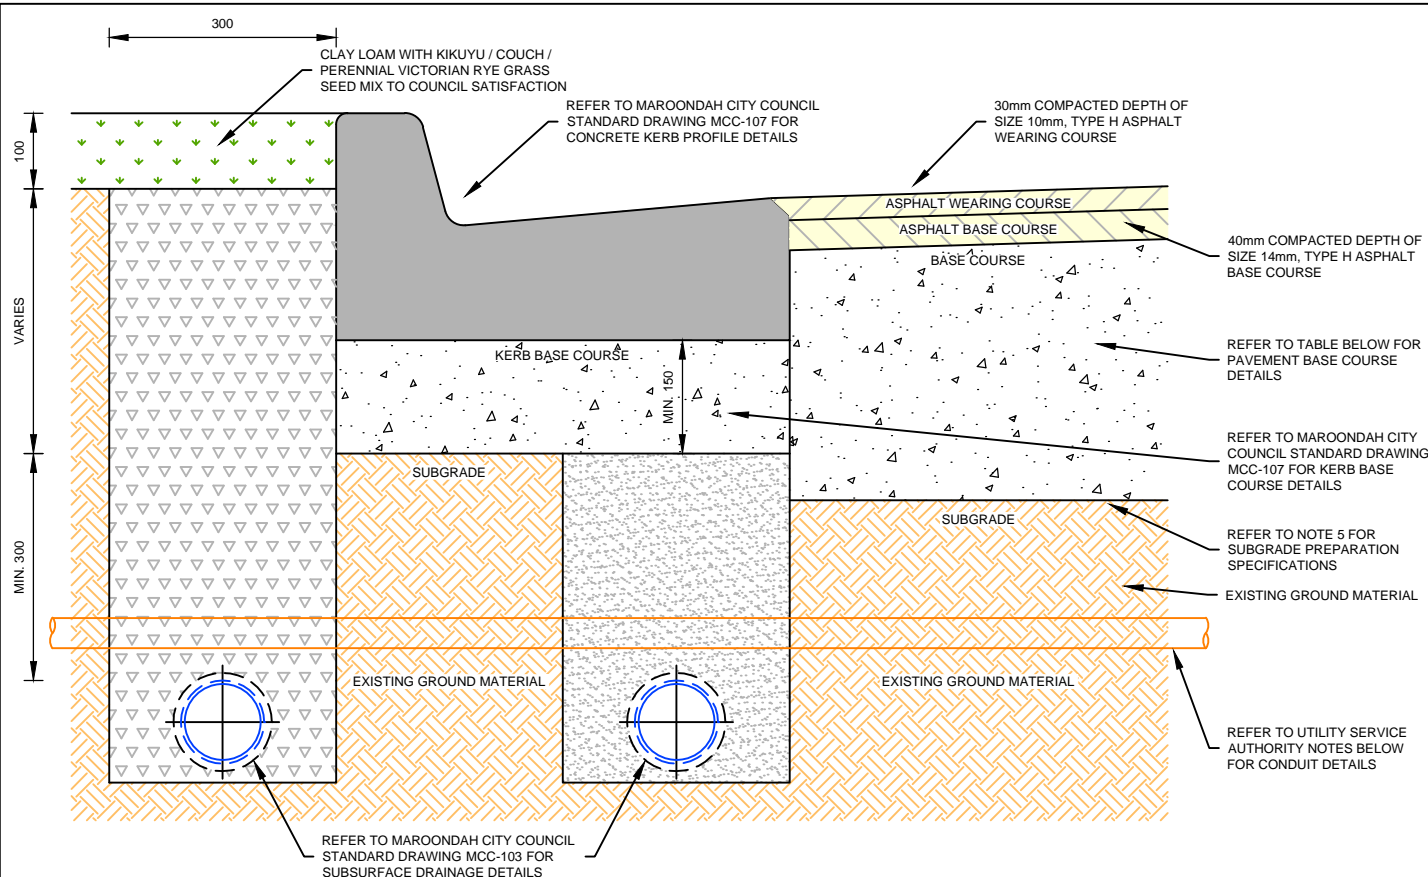 300
CLAY LOAM WITH KIKUYU / COUCH /
PERENNIAL VICTORIAN RYE GRASS
SEED MIX TO COUNCIL SATISFACTION
REFER TO MAROONDAH CITY COUNCIL
STANDARD DRAWING MCC-107 FOR
CONCRETE KERB PROFILE DETAILS
30mm COMPACTED DEPTH OF
SIZE 10mm, TYPE H ASPHALT
WEARING COURSE
100
ASPHALT WEARING COURSE
ASPHALT BASE COURSE
BASE COURSE
40mm COMPACTED DEPTH OF
SIZE 14mm, TYPE H ASPHALT
BASE COURSE
VARIES
KERB BASE COURSE
MIN. 150
REFER TO TABLE BELOW FOR
PAVEMENT BASE COURSE
DETAILS
REFER TO MAROONDAH CITY
COUNCIL STANDARD DRAWING
MCC-107 FOR KERB BASE
COURSE DETAILS
SUBGRADE
SUBGRADE
MIN. 300
REFER TO NOTE 5 FOR
SUBGRADE PREPARATION
SPECIFICATIONS
EXISTING GROUND MATERIAL
EXISTING GROUND MATERIAL
EXISTING GROUND MATERIAL
REFER TO UTILITY SERVICE
AUTHORITY NOTES BELOW
FOR CONDUIT DETAILS
REFER TO MAROONDAH CITY COUNCIL
STANDARD DRAWING MCC-103 FOR
SUBSURFACE DRAINAGE DETAILS